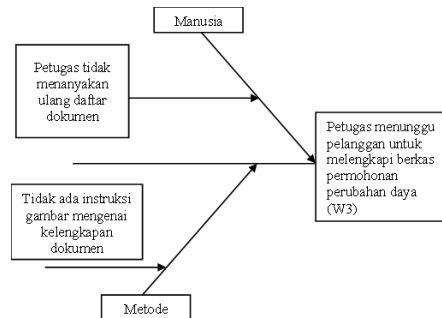 Manusia
Petugas tidak
menanyakan
ulang daftar
dokumen
Petugas menunggu
pelanggan untuk
melengkapi berkas
permohonan
perubahan daya
(W3)
Tidak ada instruksi
gambar mengenai
kelengkapan
dokumen
Metode